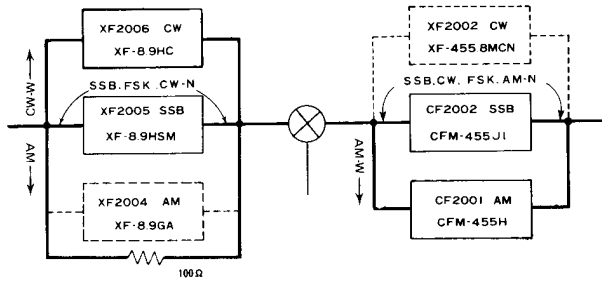 XF2006 CW
XF-8.9HC
CW-W
SSB.FSK.CW-N
XF2005 SSB
XF-8.9HSM
AM
XF2004 AM
XF-8.9GA
100Ω
XF2002 CW
XF-455.8MCN
SSB,CW, FSK. AM-N
CF2002 SSB
CFM-455J1
AM-W
CF2001 AM
CFM-455H